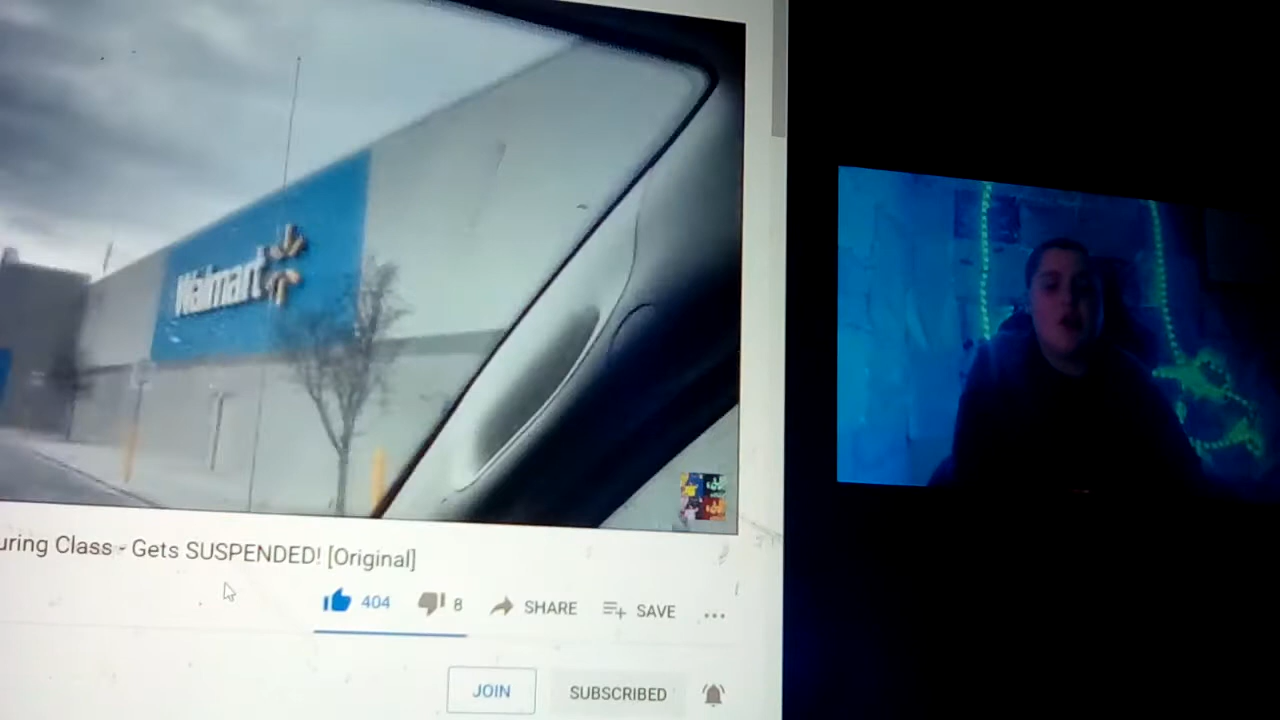 Walmart
uring Class - Gets SUSPENDED! [Original]
404 8 SHARE SAVE
JOIN SUBSCRIBED